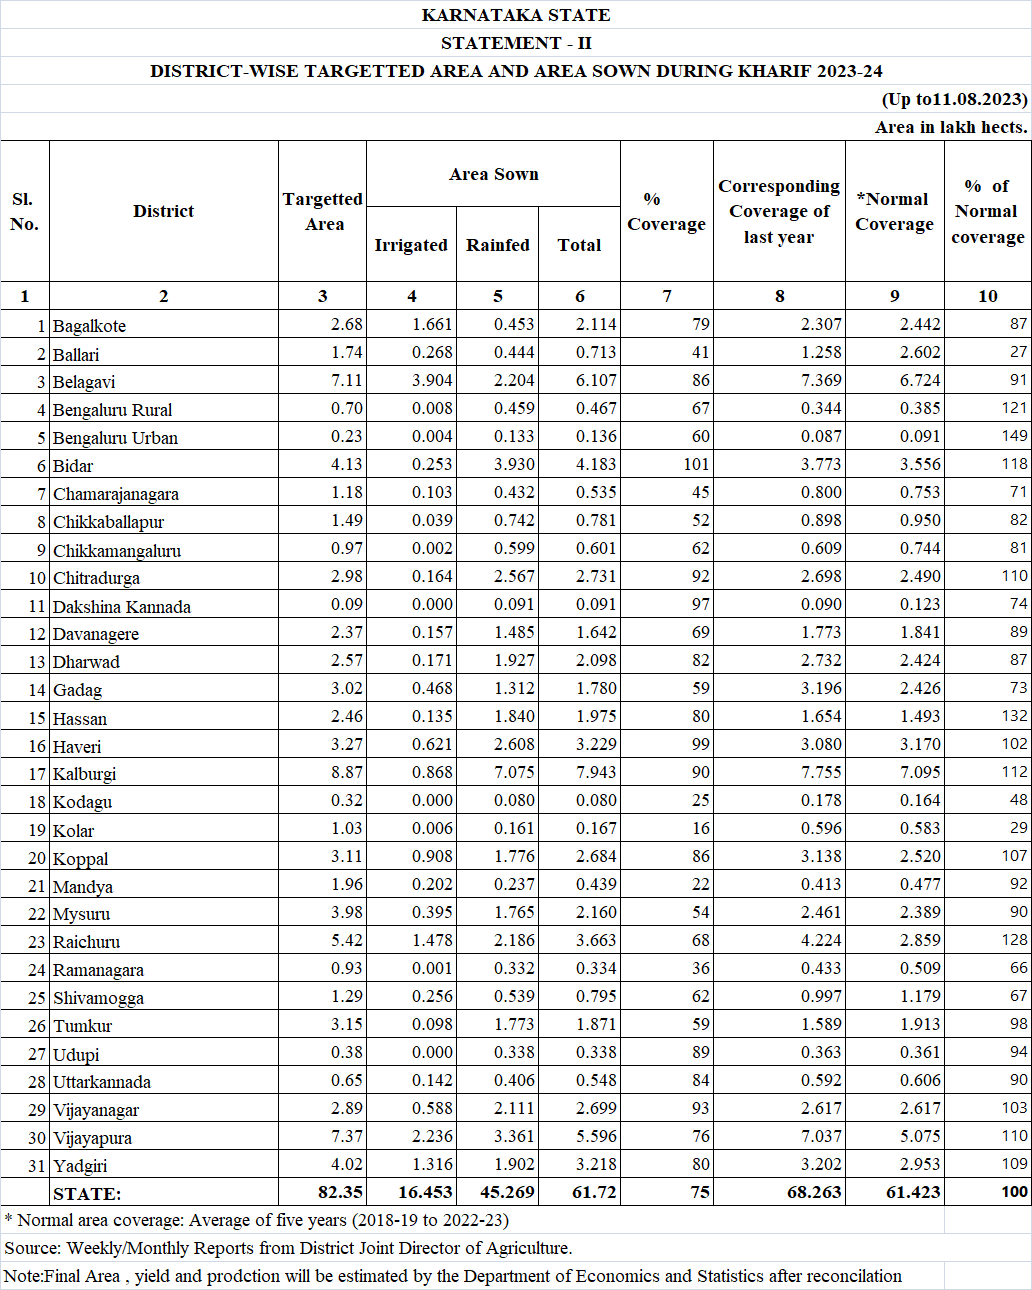 KARNATAKA STATE
STATEMENT - II
DISTRICT-WISE TARGETTED AREA AND AREA SOWN DURING KHARIF 2023-24
(Up to11.08.2023)
Area in lakh hects.
Sl. No. District Targetted Area Area Sown % Coverage Corresponding Coverage of last year *Normal Coverage % of Normal coverage
Irrigated Rainfed Total
1 2 3 4 5 6 7 8 9 10
1 Bagalkote 2.68 1.661 0.453 2.114 79 2.307 2.442 87
2 Ballari 1.74 0.268 0.444 0.713 41 1.258 2.602 27
3 Belagavi 7.11 3.904 2.204 6.107 86 7.369 6.724 91
4 Bengaluru Rural 0.70 0.008 0.459 0.467 67 0.344 0.385 121
5 Bengaluru Urban 0.23 0.004 0.133 0.136 60 0.087 0.091 149
6 Bidar 4.13 0.253 3.930 4.183 101 3.773 3.556 118
7 Chamarajanagara 1.18 0.103 0.432 0.535 45 0.800 0.753 71
8 Chikkaballapur 1.49 0.039 0.742 0.781 52 0.898 0.950 82
9 Chikkamangaluru 0.97 0.002 0.599 0.601 62 0.609 0.744 81
10 Chitradurga 2.98 0.164 2.567 2.731 92 2.698 2.490 110
11 Dakshina Kannada 0.09 0.000 0.091 0.091 97 0.090 0.123 74
12 Davanagere 2.37 0.157 1.485 1.642 69 1.773 1.841 89
13 Dharwad 2.57 0.171 1.927 2.098 82 2.732 2.424 87
14 Gadag 3.02 0.468 1.312 1.780 59 3.196 2.426 73
15 Hassan 2.46 0.135 1.840 1.975 80 1.654 1.493 132
16 Haveri 3.27 0.621 2.608 3.229 99 3.080 3.170 102
17 Kalburgi 8.87 0.868 7.075 7.943 90 7.755 7.095 112
18 Kodagu 0.32 0.000 0.080 0.080 25 0.178 0.164 48
19 Kolar 1.03 0.006 0.161 0.167 16 0.596 0.583 29
20 Koppal 3.11 0.908 1.776 2.684 86 3.138 2.520 107
21 Mandya 1.96 0.202 0.237 0.439 22 0.413 0.477 92
22 Mysuru 3.98 0.395 1.765 2.160 54 2.461 2.389 90
23 Raichuru 5.42 1.478 2.186 3.663 68 4.224 2.859 128
24 Ramanagara 0.93 0.001 0.332 0.334 36 0.433 0.509 66
25 Shivamogga 1.29 0.256 0.539 0.795 62 0.997 1.179 67
26 Tumkur 3.15 0.098 1.773 1.871 59 1.589 1.913 98
27 Udupi 0.38 0.000 0.338 0.338 89 0.363 0.361 94
28 Uttarkannada 0.65 0.142 0.406 0.548 84 0.592 0.606 90
29 Vijayanagar 2.89 0.588 2.111 2.699 93 2.617 2.617 103
30 Vijayapura 7.37 2.236 3.361 5.596 76 7.037 5.075 110
31 Yadgiri 4.02 1.316 1.902 3.218 80 3.202 2.953 109
STATE: 82.35 16.453 45.269 61.72 75 68.263 61.423 100
* Normal area coverage: Average of five years (2018-19 to 2022-23)
Source: Weekly/Monthly Reports from District Joint Director of Agriculture.
Note:Final Area , yield and prodction will be estimated by the Department of Economics and Statistics after reconcilation